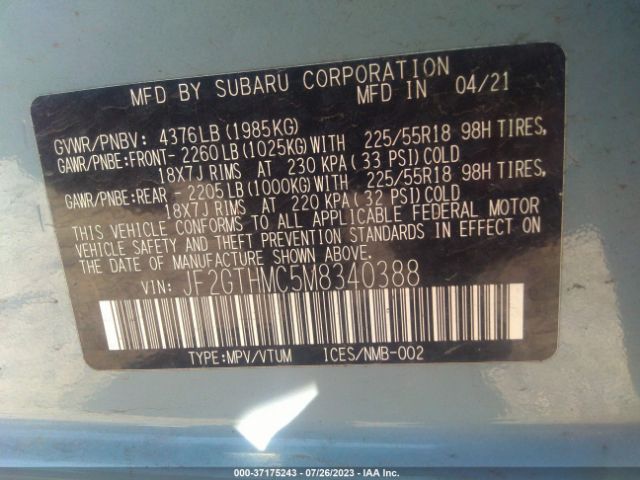 MFD BY SUBARU CORPORATION
MFD IN 04/21
GVWR/PNBV: 4376LB(1985KG)
GAWR/PNBE:FRONT- 2260LB(1025KG)WITH 225/55R18 98H TIRES,
18X7J RIMS AT 230 KPA(33 PSI)COLD
GAWR/PNBE:REAR - 2205LB(1000KG)WITH 225/55R18 98H TIRES,
18X7J RIMS AT 220 KPA(32 PSI)COLD
THIS VEHICLE CONFORMS TO ALL APPLICABLE FEDERAL MOTOR
VEHICLE SAFETY AND THEFT PREVENTION STANDARDS IN EFFECT ON
THE DATE OF MANUFACTURE SHOWN ABOVE.
VIN: JF2GTHMC5M8340388
TYPE:MPV/VTUM ICES/NMB-002
000-37175243 - 07/26/2023 - © IAA Inc.